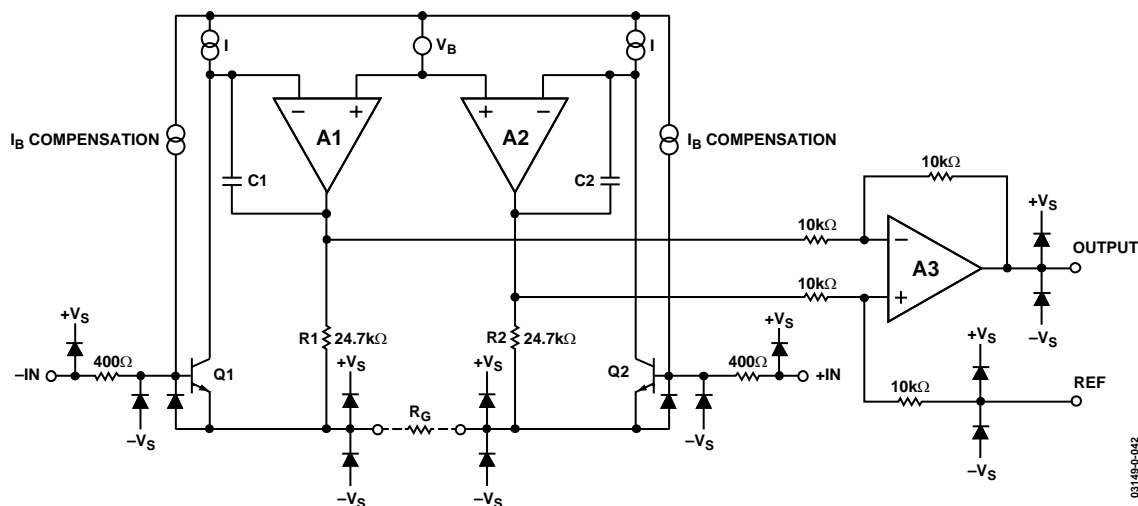 I
V_B
I
− +
+ −
A1
A2
I_B COMPENSATION
I_B COMPENSATION
C1
C2
10kΩ
10kΩ
+V_S
−
A3
OUTPUT
10kΩ
+
+V_S
R1 24.7kΩ
R2 24.7kΩ
+V_S
−V_S
−IN
400Ω
Q1
+V_S
+V_S
Q2
400Ω
+IN
+V_S
10kΩ
REF
−V_S
R_G
−V_S
−V_S
−V_S
−V_S
−V_S
03149-0-042